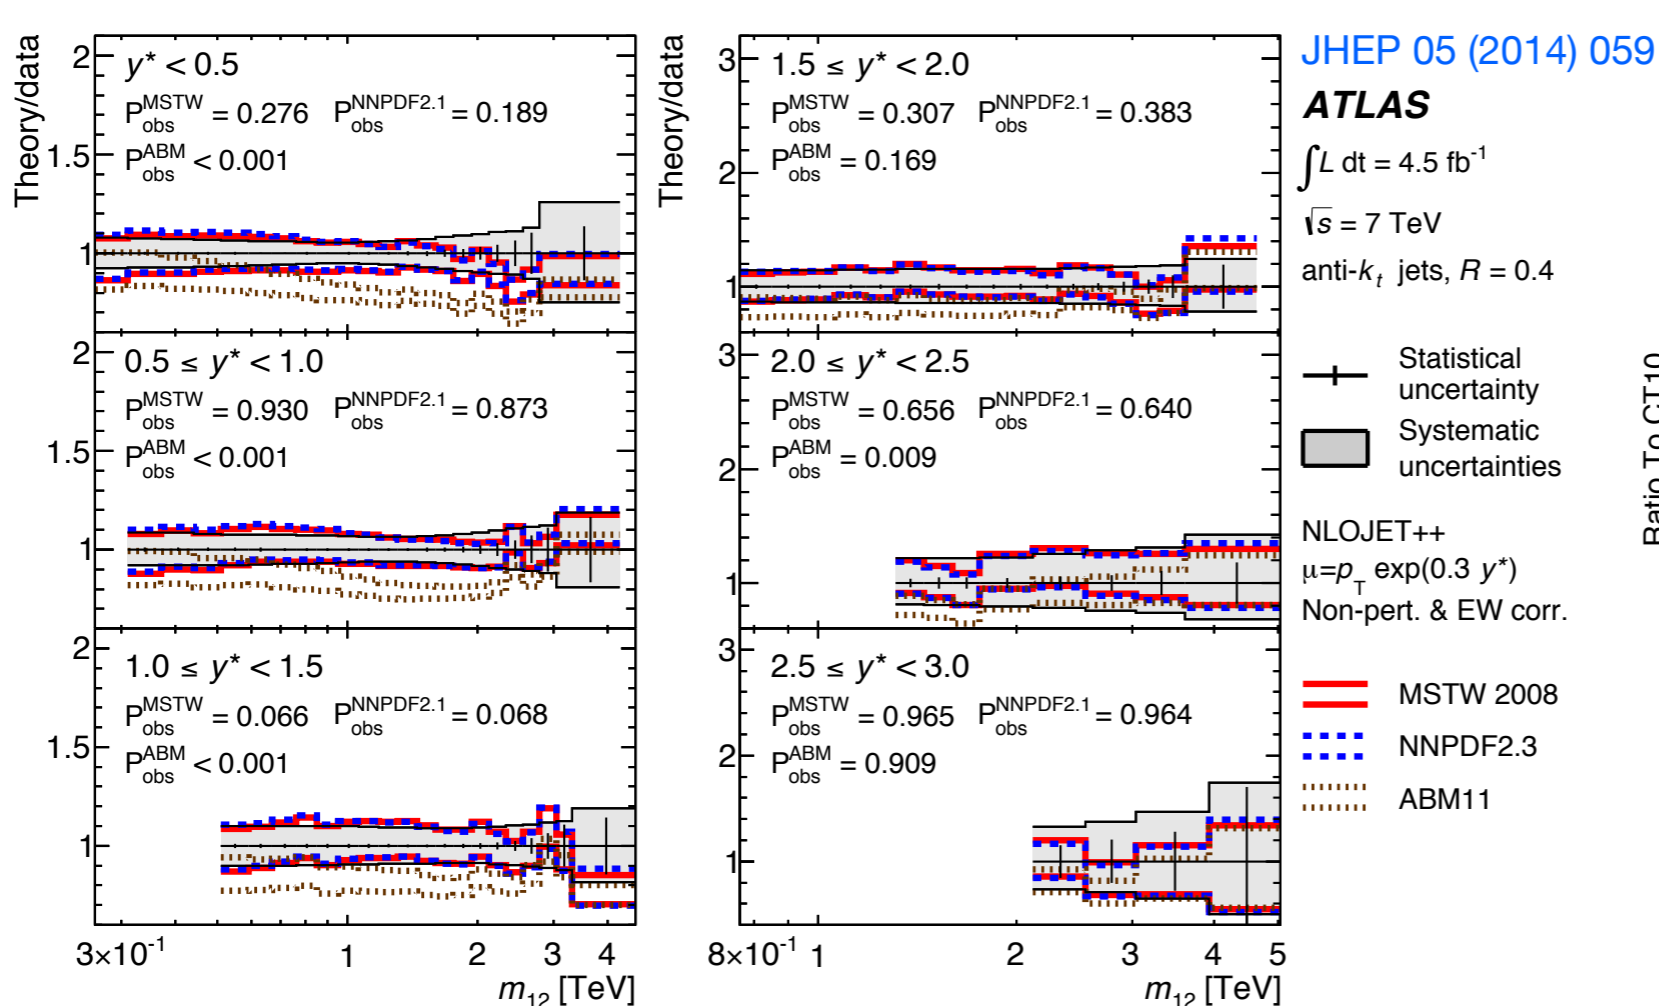 Theory/data
2
1.5
1
y* < 0.5
P_obs^MSTW = 0.276 P_obs^NNPDF2.1 = 0.189
P_obs^ABM < 0.001
2
1.5
1
0.5 ≤ y* < 1.0
P_obs^MSTW = 0.930 P_obs^NNPDF2.1 = 0.873
P_obs^ABM < 0.001
2
1.5
1
1.0 ≤ y* < 1.5
P_obs^MSTW = 0.066 P_obs^NNPDF2.1 = 0.068
P_obs^ABM < 0.001
3×10⁻¹ 1 2 3 4
m₁₂ [TeV]
Theory/data
3
2
1
1.5 ≤ y* < 2.0
P_obs^MSTW = 0.307 P_obs^NNPDF2.1 = 0.383
P_obs^ABM = 0.169
3
2
1
2.0 ≤ y* < 2.5
P_obs^MSTW = 0.656 P_obs^NNPDF2.1 = 0.640
P_obs^ABM = 0.009
3
2
1
2.5 ≤ y* < 3.0
P_obs^MSTW = 0.965 P_obs^NNPDF2.1 = 0.964
P_obs^ABM = 0.909
8×10⁻¹ 1 2 3 4 5
m₁₂ [TeV]
JHEP 05 (2014) 059
ATLAS
∫L dt = 4.5 fb⁻¹
√s = 7 TeV
anti-k_t jets, R = 0.4
Statistical
uncertainty
Systematic
uncertainties
NLOJET++
μ=p_T exp(0.3 y*)
Non-pert. & EW corr.
MSTW 2008
NNPDF2.3
ABM11
Ratio To CT10